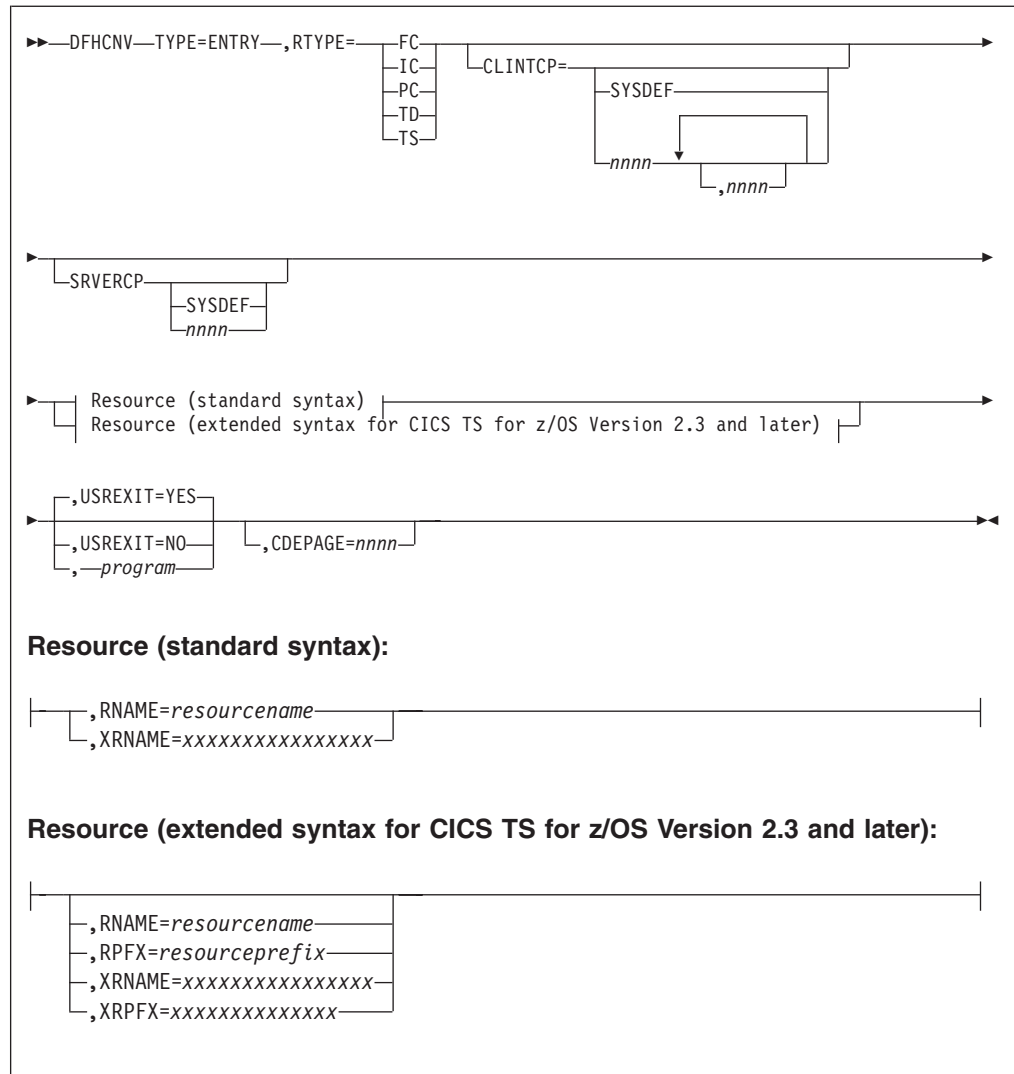 DFHCNV TYPE=ENTRY ,RTYPE= FC
IC CLINTCP=
PC SYSDEF
TD
TS nnnn
,nnnn
SRVERCP
SYSDEF
nnnn
Resource (standard syntax)
Resource (extended syntax for CICS TS for z/OS Version 2.3 and later)
,USREXIT=YES
,USREXIT=NO ,CDEPAGE=nnnn
, program
Resource (standard syntax):
,RNAME=resourcename
,XRNAME=xxxxxxxxxxxxxxxx
Resource (extended syntax for CICS TS for z/OS Version 2.3 and later):
,RNAME=resourcename
,RPFX=resourceprefix
,XRNAME=xxxxxxxxxxxxxxxx
,XRPFX=xxxxxxxxxxxxxx